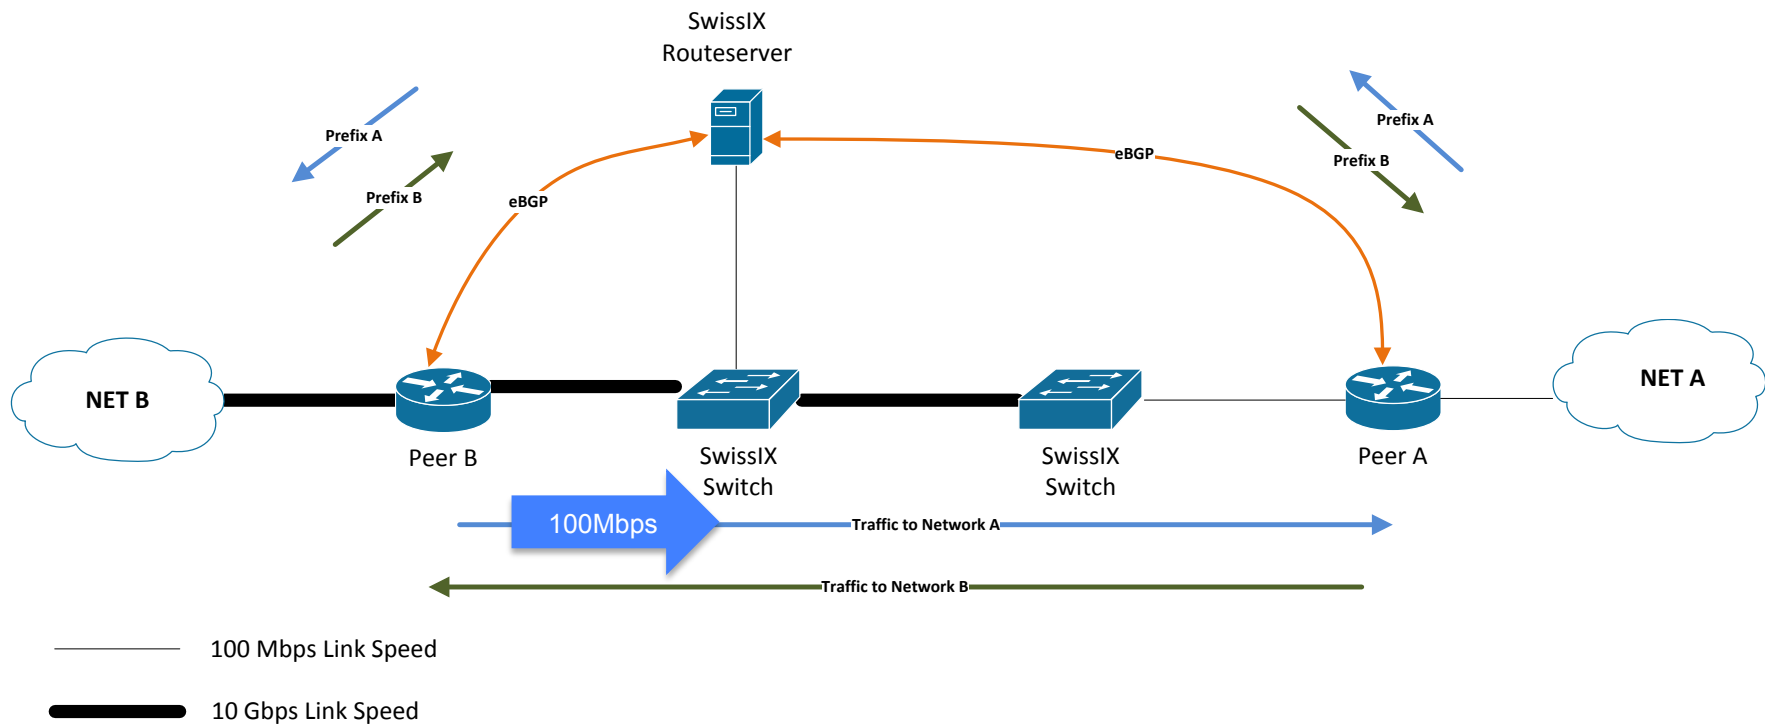 SwissIX
Routeserver
Prefix A
Prefix B
eBGP
eBGP
Prefix A
Prefix B
NET B
NET A
Peer B
SwissIX
Switch
SwissIX
Switch
Peer A
100Mbps
Traffic to Network A
Traffic to Network B
100 Mbps Link Speed
10 Gbps Link Speed